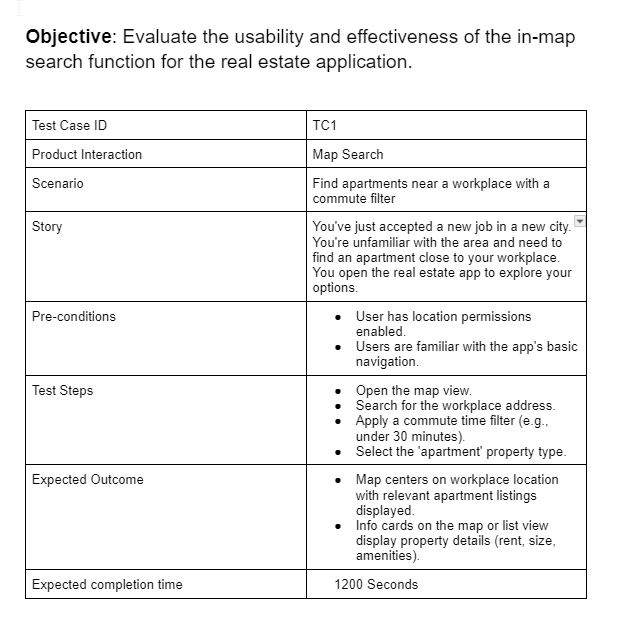 Objective: Evaluate the usability and effectiveness of the in-map
search function for the real estate application.
Test Case ID
TC1
Product Interaction
Map Search
Scenario
Find apartments near a workplace with a
commute filter
Story
You've just accepted a new job in a new city.
You're unfamiliar with the area and need to
find an apartment close to your workplace.
You open the real estate app to explore your
options.
Pre-conditions
● User has location permissions
enabled.
● Users are familiar with the app's basic
navigation.
Test Steps
● Open the map view.
● Search for the workplace address.
● Apply a commute time filter (e.g.,
under 30 minutes).
● Select the 'apartment' property type.
Expected Outcome
● Map centers on workplace location
with relevant apartment listings
displayed.
● Info cards on the map or list view
display property details (rent, size,
amenities).
Expected completion time
1200 Seconds